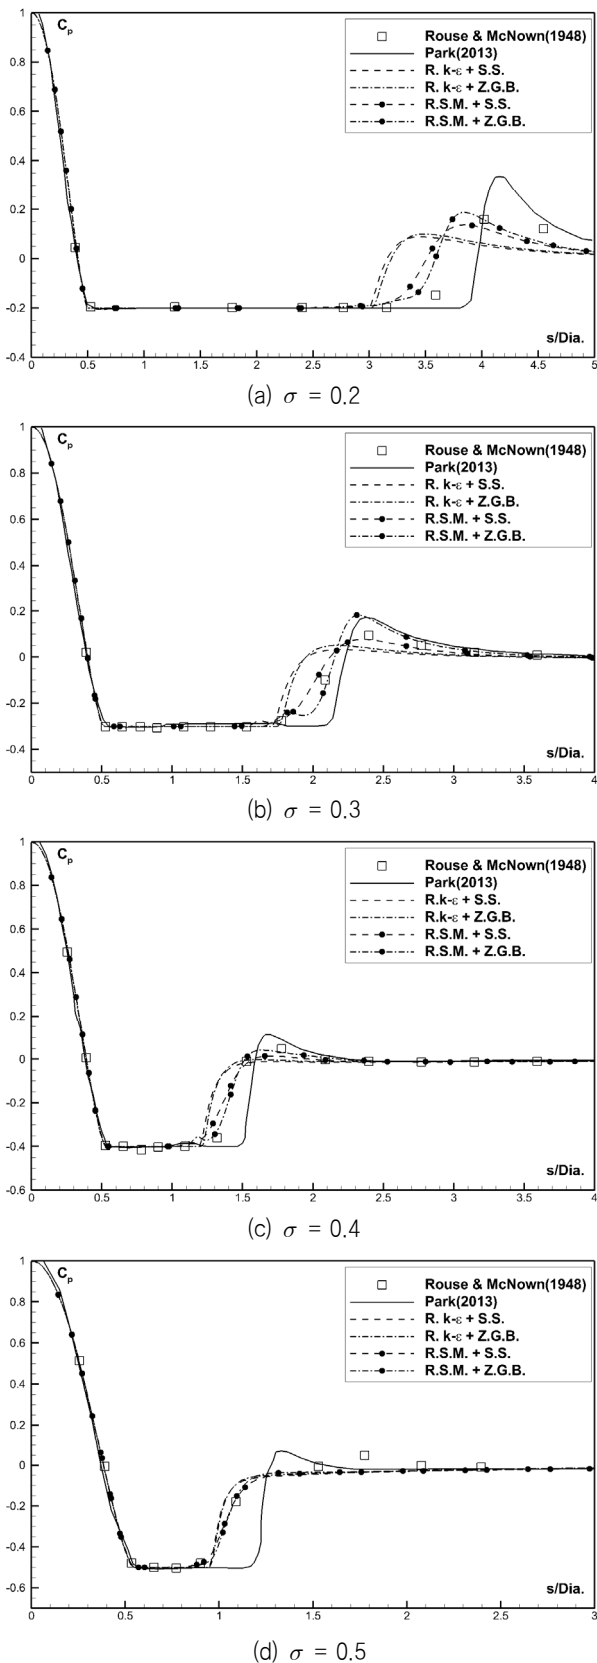 1
C_p
Rouse & McNown(1948)
Park(2013)
R. k-ε + S.S.
R. k-ε + Z.G.B.
R.S.M. + S.S.
R.S.M. + Z.G.B.
0.8
0.6
0.4
0.2
0
-0.2
-0.4
s/Dia.
0 0.5 1 1.5 2 2.5 3 3.5 4 4.5 5
(a) σ = 0.2
1
C_p
Rouse & McNown(1948)
Park(2013)
R. k-ε + S.S.
R. k-ε + Z.G.B.
R.S.M. + S.S.
R.S.M. + Z.G.B.
0.8
0.6
0.4
0.2
0
-0.2
-0.4
s/Dia.
0 0.5 1 1.5 2 2.5 3 3.5 4
(b) σ = 0.3
1
C_p
Rouse & McNown(1948)
Park(2013)
R.k-ε + S.S.
R.k-ε + Z.G.B.
R.S.M. + S.S.
R.S.M. + Z.G.B.
0.8
0.6
0.4
0.2
0
-0.2
-0.4
-0.6
s/Dia.
0 0.5 1 1.5 2 2.5 3 3.5 4
(c) σ = 0.4
1
C_p
Rouse & McNown(1948)
Park(2013)
R. k-ε + S.S.
R. k-ε + Z.G.B.
R.S.M. + S.S.
R.S.M. + Z.G.B.
0.8
0.6
0.4
0.2
0
-0.2
-0.4
-0.6
s/Dia.
0 0.5 1 1.5 2 2.5 3
(d) σ = 0.5